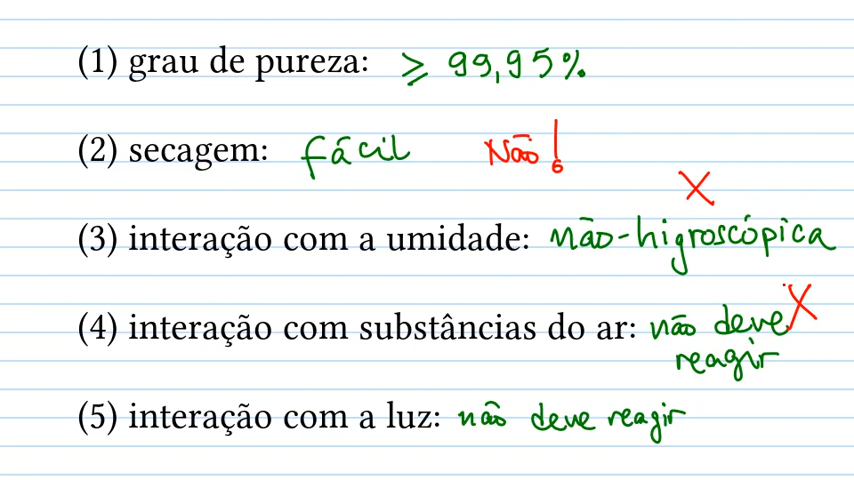 (1) grau de pureza: ≥ 99,95%
(2) secagem: fácil Não!
X
(3) interação com a umidade: não-higroscópica
(4) interação com substâncias do ar: não deve X
reagir
(5) interação com a luz: não deve reagir